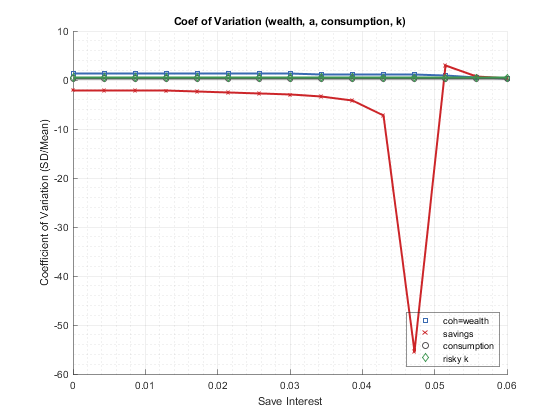 Coef of Variation (wealth, a, consumption, k)
10
0
-10
-20
-30
-40
-50
-60
Coefficient of Variation (SD/Mean)
0
0.01
0.02
0.03
0.04
0.05
0.06
Save Interest
coh=wealth
savings
consumption
risky k